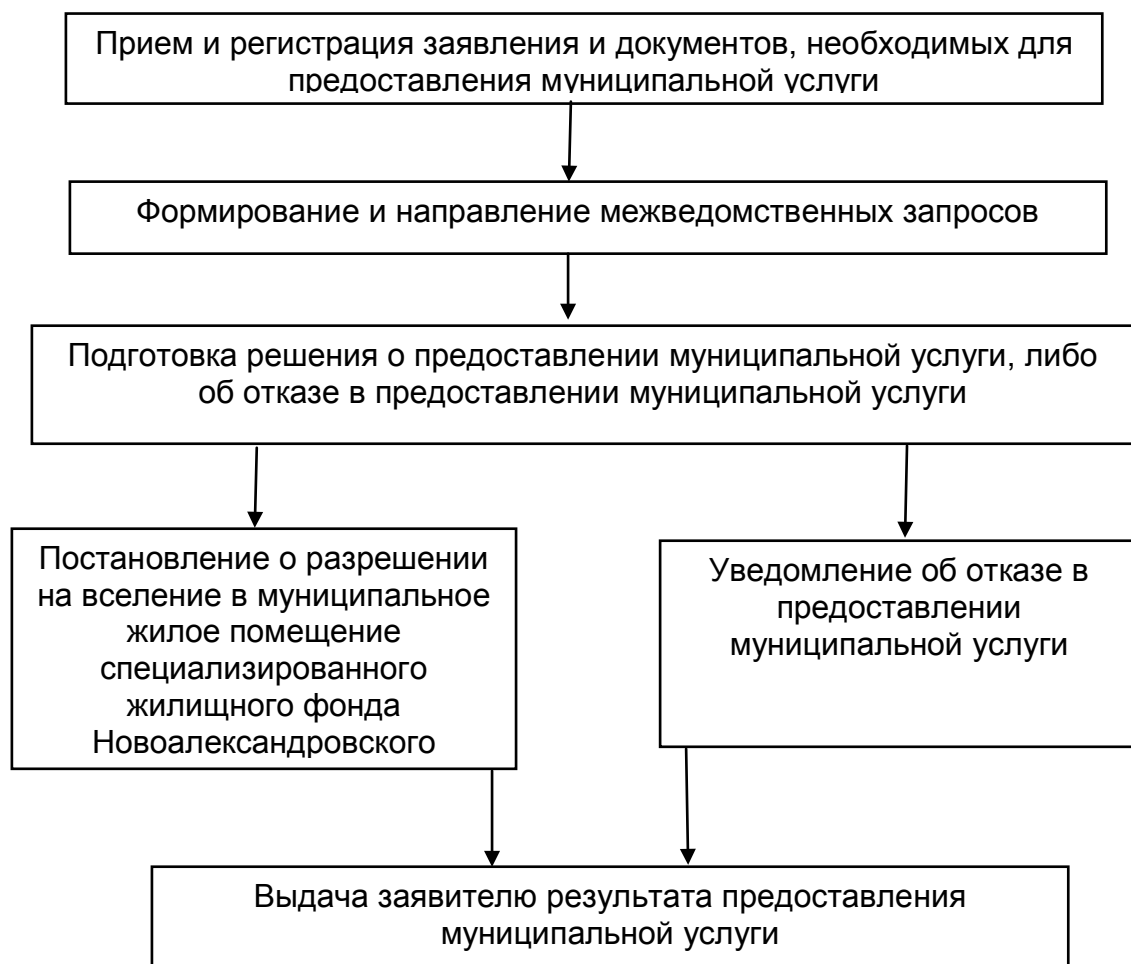 Прием и регистрация заявления и документов, необходимых для
предоставления муниципальной услуги
Формирование и направление межведомственных запросов
Подготовка решения о предоставлении муниципальной услуги, либо
об отказе в предоставлении муниципальной услуги
Постановление о разрешении
на вселение в муниципальное
жилое помещение
специализированного
жилищного фонда
Новоалександровского
Уведомление об отказе в
предоставлении
муниципальной услуги
Выдача заявителю результата предоставления
муниципальной услуги